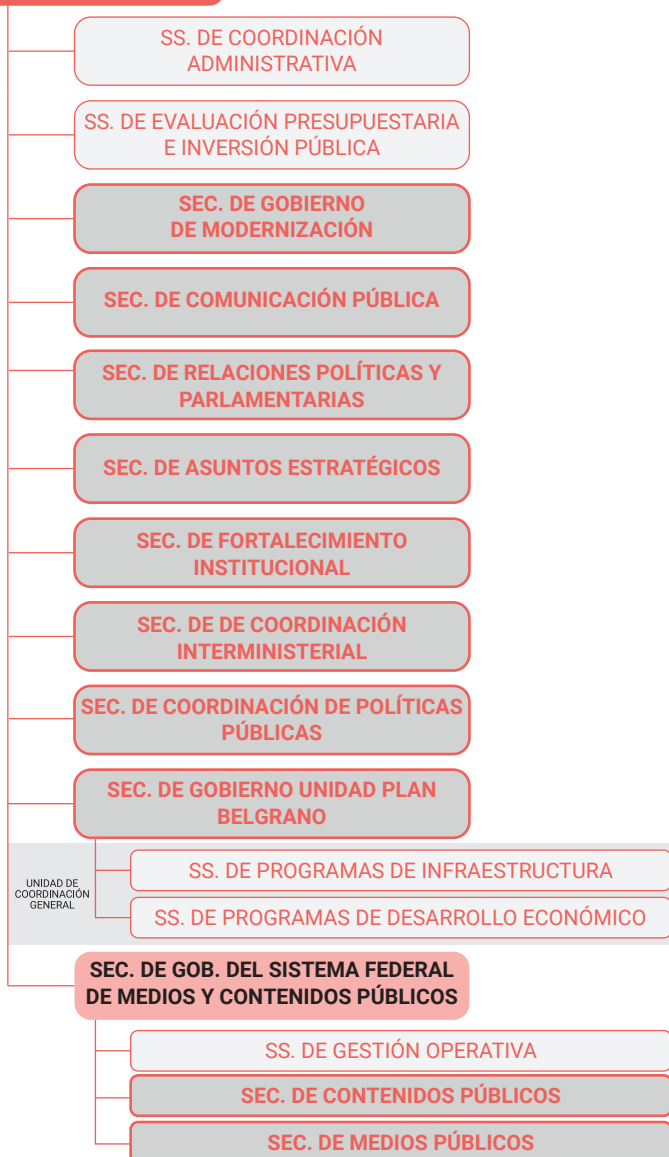 SS. DE COORDINACIÓN
ADMINISTRATIVA
SS. DE EVALUACIÓN PRESUPUESTARIA
E INVERSIÓN PÚBLICA
SEC. DE GOBIERNO
DE MODERNIZACIÓN
SEC. DE COMUNICACIÓN PÚBLICA
SEC. DE RELACIONES POLÍTICAS Y
PARLAMENTARIAS
SEC. DE ASUNTOS ESTRATÉGICOS
SEC. DE FORTALECIMIENTO
INSTITUCIONAL
SEC. DE DE COORDINACIÓN
INTERMINISTERIAL
SEC. DE COORDINACIÓN DE POLÍTICAS
PÚBLICAS
SEC. DE GOBIERNO UNIDAD PLAN
BELGRANO
UNIDAD DE
COORDINACIÓN
GENERAL
SS. DE PROGRAMAS DE INFRAESTRUCTURA
SS. DE PROGRAMAS DE DESARROLLO ECONÓMICO
SEC. DE GOB. DEL SISTEMA FEDERAL
DE MEDIOS Y CONTENIDOS PÚBLICOS
SS. DE GESTIÓN OPERATIVA
SEC. DE CONTENIDOS PÚBLICOS
SEC. DE MEDIOS PÚBLICOS